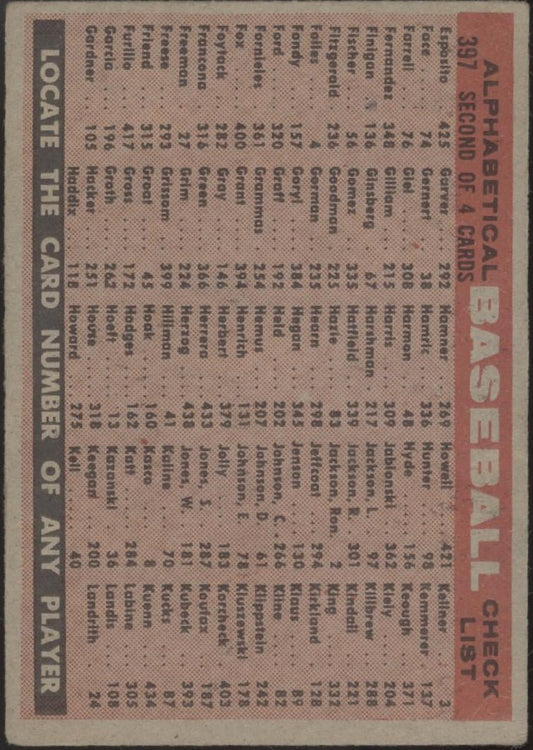 ALPHABETICAL BASEBALL CHECK LIST
397 SECOND OF 4 CARDS
Esposito . 425 Garver . . . 292 Hamner . . 269 Howell . . . 421 Kellner . . . 3
Face . . . . 74 Gernert . . 38 Hamric . . 336 Hunter . . . 98 Kemmerer . 137
Farrell . . . 76 Giel . . . . 308 Harmon . . 48 Hyde . . . 156 Keough . . 371
Fernandez . 348 Gilliam . . 215 Harris . . . 309 Jablonski . 362 Kiely . . . . 204
Finigan . . 136 Ginsberg . . 67 Harshman . 217 Jackson, L. . 97 Killbrew . . 288
Fischer . . . 56 Gomez . . 335 Hatfield . . 339 Jackson, R. . 301 Kindall . . 221
Fitzgerald . 236 Goodman . 225 Hazle . . . 83 Jackson, Ron. 2 King . . . . 332
Foiles . . . . 4 Gorman . . 235 Hearn . . . 298 Jeffcoat . . 294 Kirkland . . 128
Fondy . . . 157 Goryl . . . 384 Hegan . . . 345 Jensen . . . 130 Klaus . . . . 89
Ford . . . . 320 Graff . . . 192 Held . . . . 202 Johnson, C. . 266 Kline . . . . 82
Fornieles . . 361 Grammas . 254 Hemus . . . 207 Johnson, D. 61 Klippstein . 242
Fox . . . . 400 Grant . . . 394 Henrich . . 131 Johnson, E. 78 Kluszewski . 178
Foytack . . 282 Gray . . . . 146 Herbert . . 379 Jolly . . . . 183 Korcheck . . 403
Francona . . 316 Green . . . 366 Herrera . . 433 Jones, S. . . 287 Koufax . . . 187
Freeman . . 27 Grim . . . . 224 Herzog . . 438 Jones, W. . 181 Kubeck . . 393
Freese . . . 293 Grissom . . 399 Hillman . . 41 Kaline . . . 70 Kucks . . . . 87
Friend . . . 315 Groat . . . 45 Hoak . . . 160 Kasko . . . . 8 Kuenn . . . 434
Furillo . . . 417 Gross . . . 172 Hodges . . 162 Katt . . . . 284 Labine . . . 305
Garcia . . . 196 Groth . . . 262 Hoeft . . . . 13 Kazanski . . 36 Landis . . . 108
Gardner . . 105 Hacker . . . 251 House . . . 318 Keegan . . 200 Landrith . . 24
Haddix . . . 118 Howard . . 275 Kell . . . . 40
LOCATE THE CARD NUMBER OF ANY PLAYER